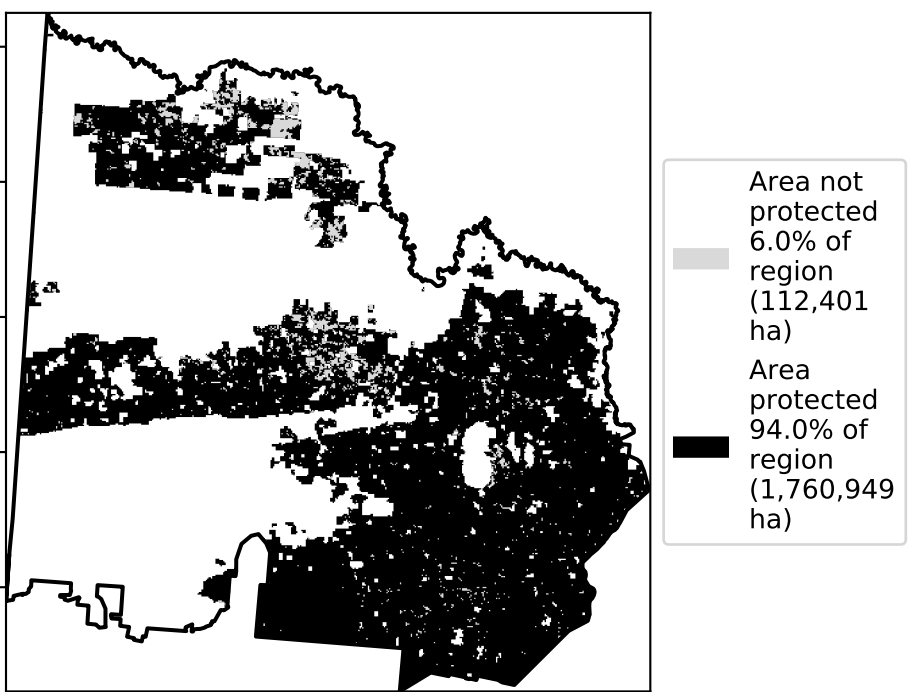 Area not
protected
6.0% of
region
(112,401
ha)
Area
protected
94.0% of
region
(1,760,949
ha)